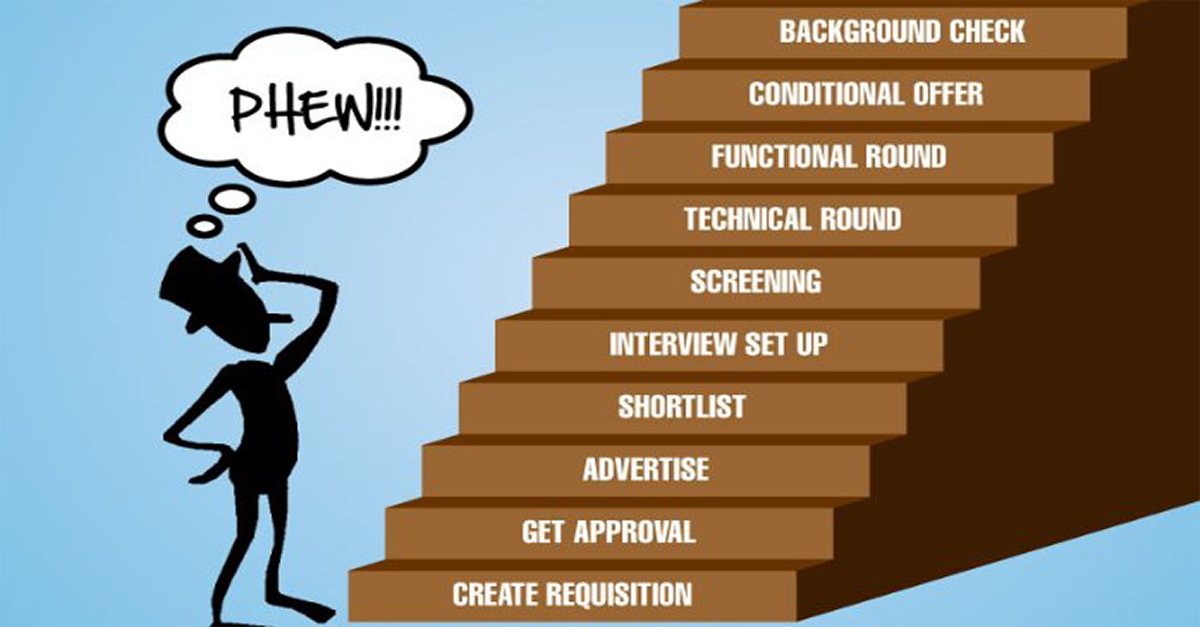 PHEW!!!
BACKGROUND CHECK
CONDITIONAL OFFER
FUNCTIONAL ROUND
TECHNICAL ROUND
SCREENING
INTERVIEW SET UP
SHORTLIST
ADVERTISE
GET APPROVAL
CREATE REQUISITION